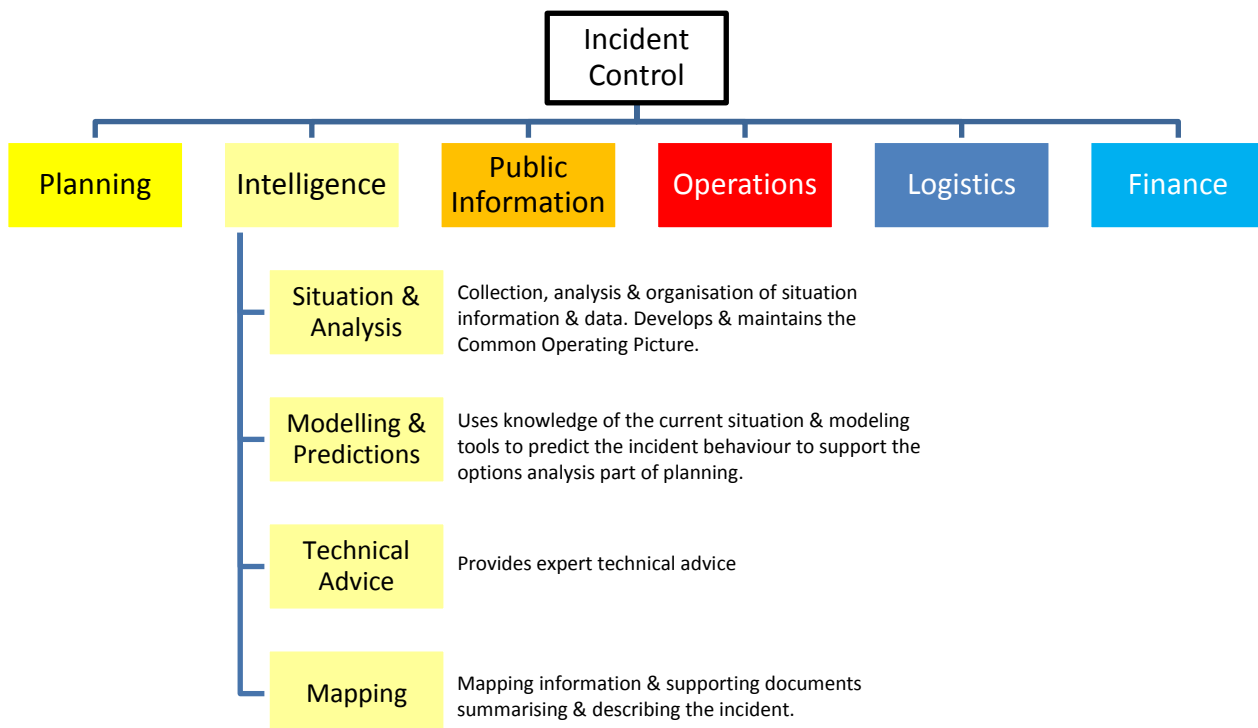 Incident
Control
Planning
Intelligence
Public
Information
Operations
Logistics
Finance
Situation &
Analysis
Collection, analysis & organisation of situation
information & data. Develops & maintains the
Common Operating Picture.
Modelling &
Predictions
Uses knowledge of the current situation & modeling
tools to predict the incident behaviour to support the
options analysis part of planning.
Technical
Advice
Provides expert technical advice
Mapping
Mapping information & supporting documents
summarising & describing the incident.